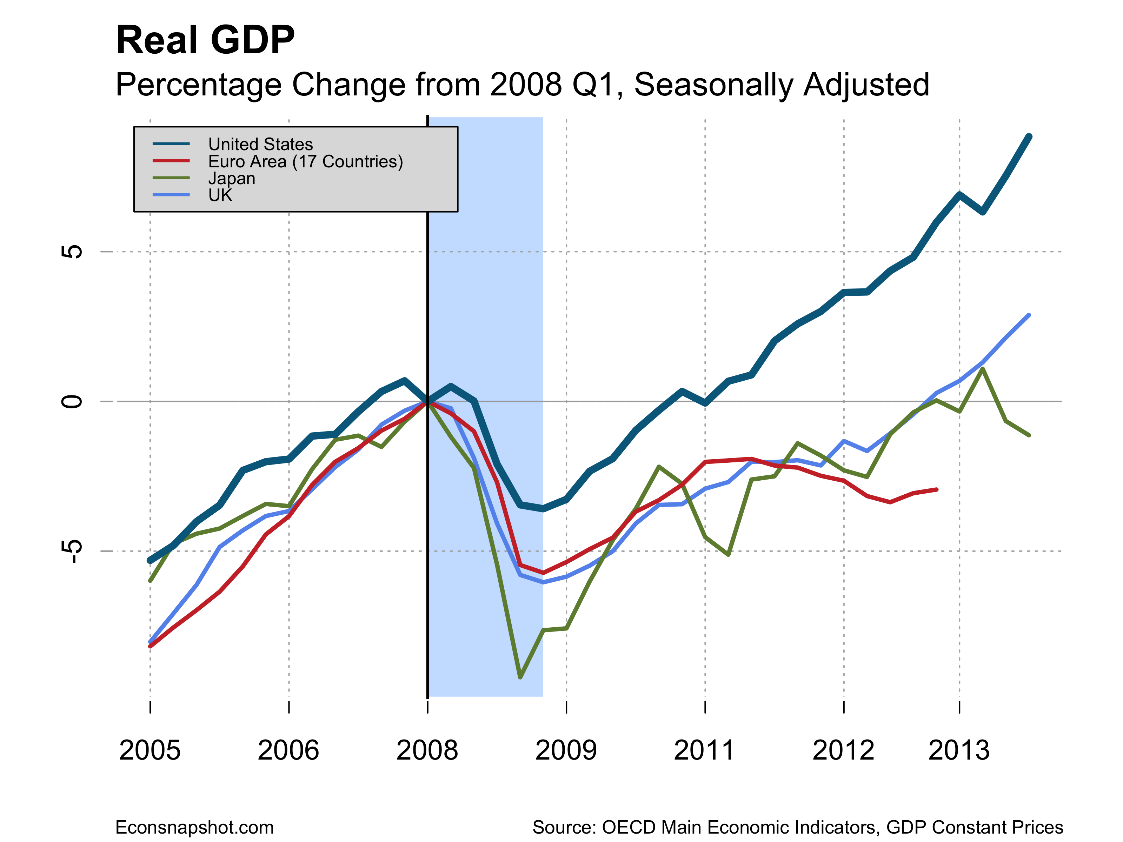 Real GDP
Percentage Change from 2008 Q1, Seasonally Adjusted
United States
Euro Area (17 Countries)
Japan
UK
5
0
-5
2005 2006 2008 2009 2011 2012 2013
Econsnapshot.com Source: OECD Main Economic Indicators, GDP Constant Prices